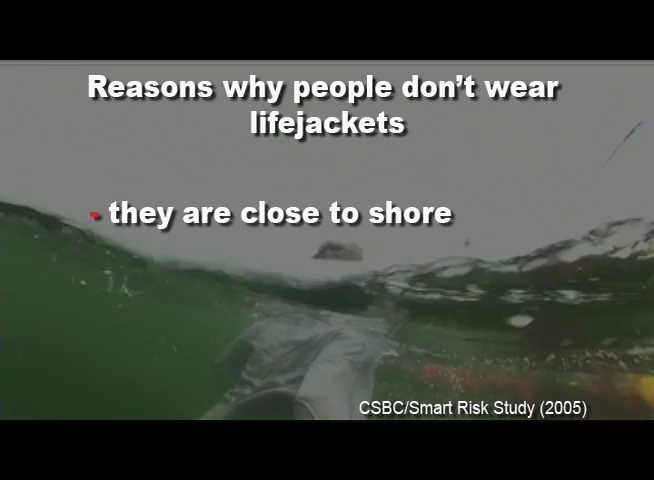 Reasons why people don’t wear
lifejackets
- they are close to shore
CSBC/Smart Risk Study (2005)